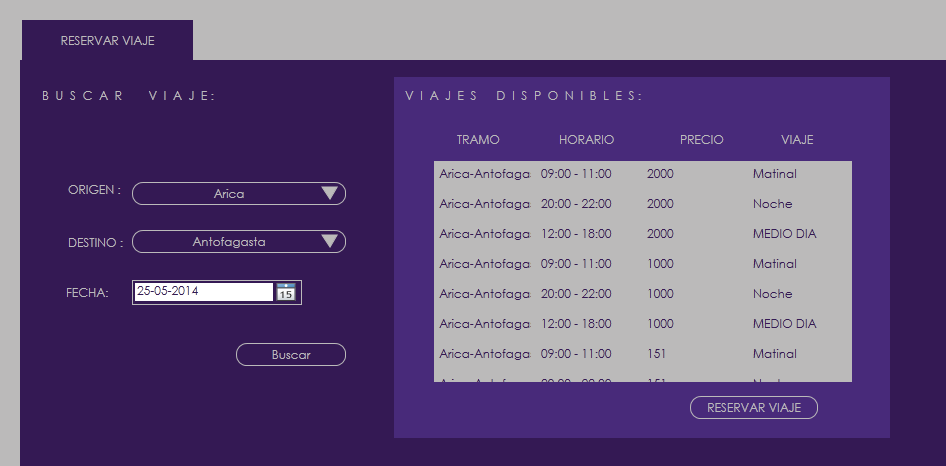 RESERVAR VIAJE
BUSCAR VIAJE:
ORIGEN : Arica
DESTINO : Antofagasta
FECHA: 25-05-2014 15
Buscar
VIAJES DISPONIBLES:
TRAMO HORARIO PRECIO VIAJE
Arica-Antofaga 09:00 - 11:00 2000 Matinal
Arica-Antofaga 20:00 - 22:00 2000 Noche
Arica-Antofaga 12:00 - 18:00 2000 MEDIO DIA
Arica-Antofaga 09:00 - 11:00 1000 Matinal
Arica-Antofaga 20:00 - 22:00 1000 Noche
Arica-Antofaga 12:00 - 18:00 1000 MEDIO DIA
Arica-Antofaga 09:00 - 11:00 151 Matinal
RESERVAR VIAJE